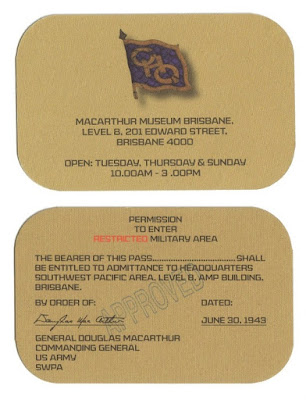 GHQ
MACARTHUR MUSEUM BRISBANE,
LEVEL 8, 201 EDWARD STREET,
BRISBANE 4000
OPEN: TUESDAY, THURSDAY & SUNDAY
10.00AM - 3 .00PM
PERMISSION
TO ENTER
RESTRICTED MILITARY AREA
THE BEARER OF THIS PASS..............................SHALL
BE ENTITLED TO ADMITTANCE TO HEADQUARTERS
SOUTHWEST PACIFIC AREA, LEVEL 8, AMP BUILDING,
BRISBANE.
APPROVED
BY ORDER OF: DATED:
Douglas MacArthur JUNE 30, 1943
GENERAL DOUGLAS MACARTHUR
COMMANDING GENERAL
US ARMY
SWPA